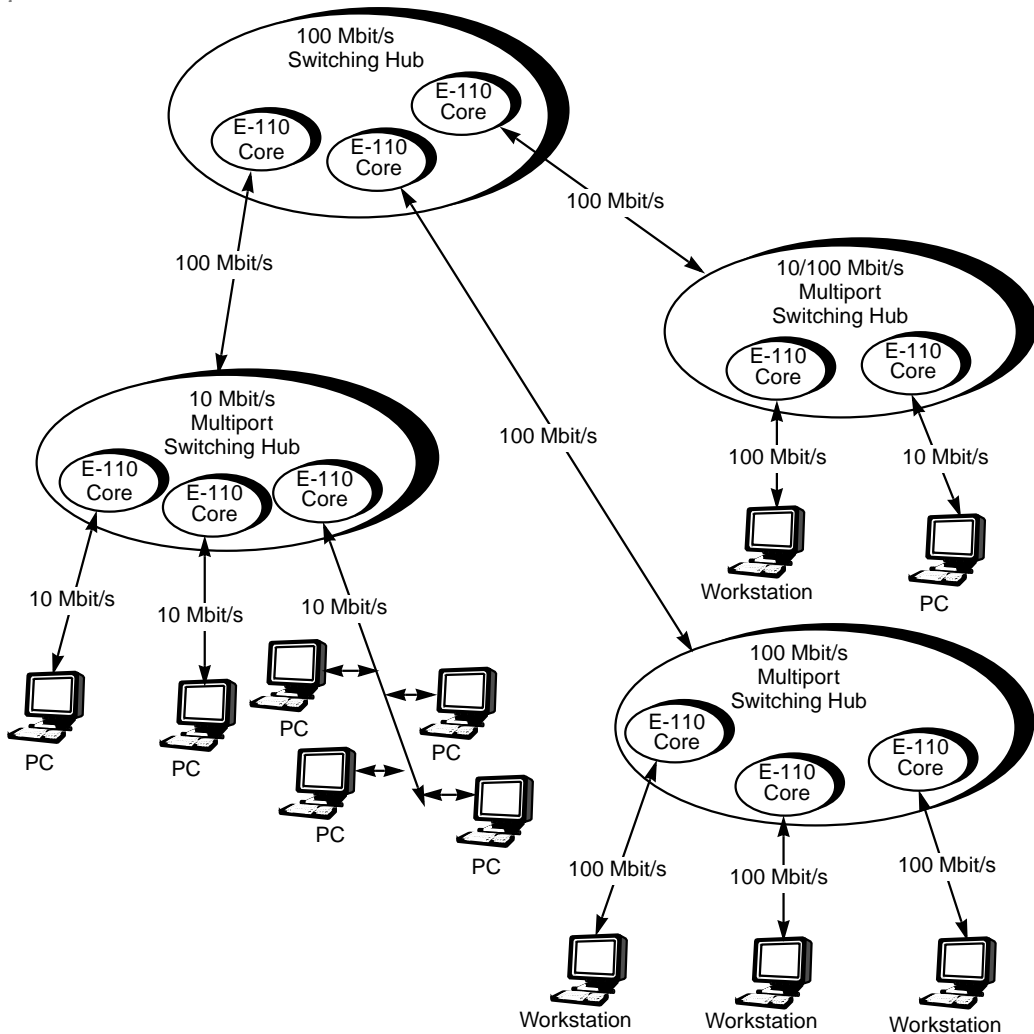 100 Mbit/s
Switching Hub
E-110
Core
E-110
Core
E-110
Core
100 Mbit/s
100 Mbit/s
10/100 Mbit/s
Multiport
Switching Hub
E-110
Core
E-110
Core
10 Mbit/s
Multiport
Switching Hub
E-110
Core
E-110
Core
E-110
Core
100 Mbit/s
100 Mbit/s
10 Mbit/s
Workstation
PC
10 Mbit/s
10 Mbit/s
10 Mbit/s
PC
PC
PC
PC
PC
PC
100 Mbit/s
Multiport
Switching Hub
E-110
Core
E-110
Core
E-110
Core
100 Mbit/s
100 Mbit/s
100 Mbit/s
Workstation
Workstation
Workstation